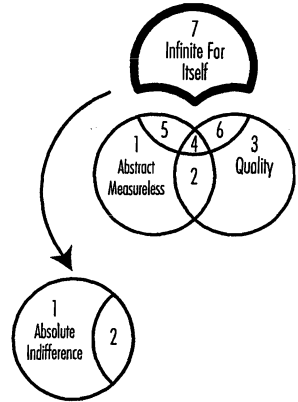 7
Infinite For
Itself
5
6
4
1
Abstract
Measureless
2
3
Quality
1
Absolute
Indifference
2